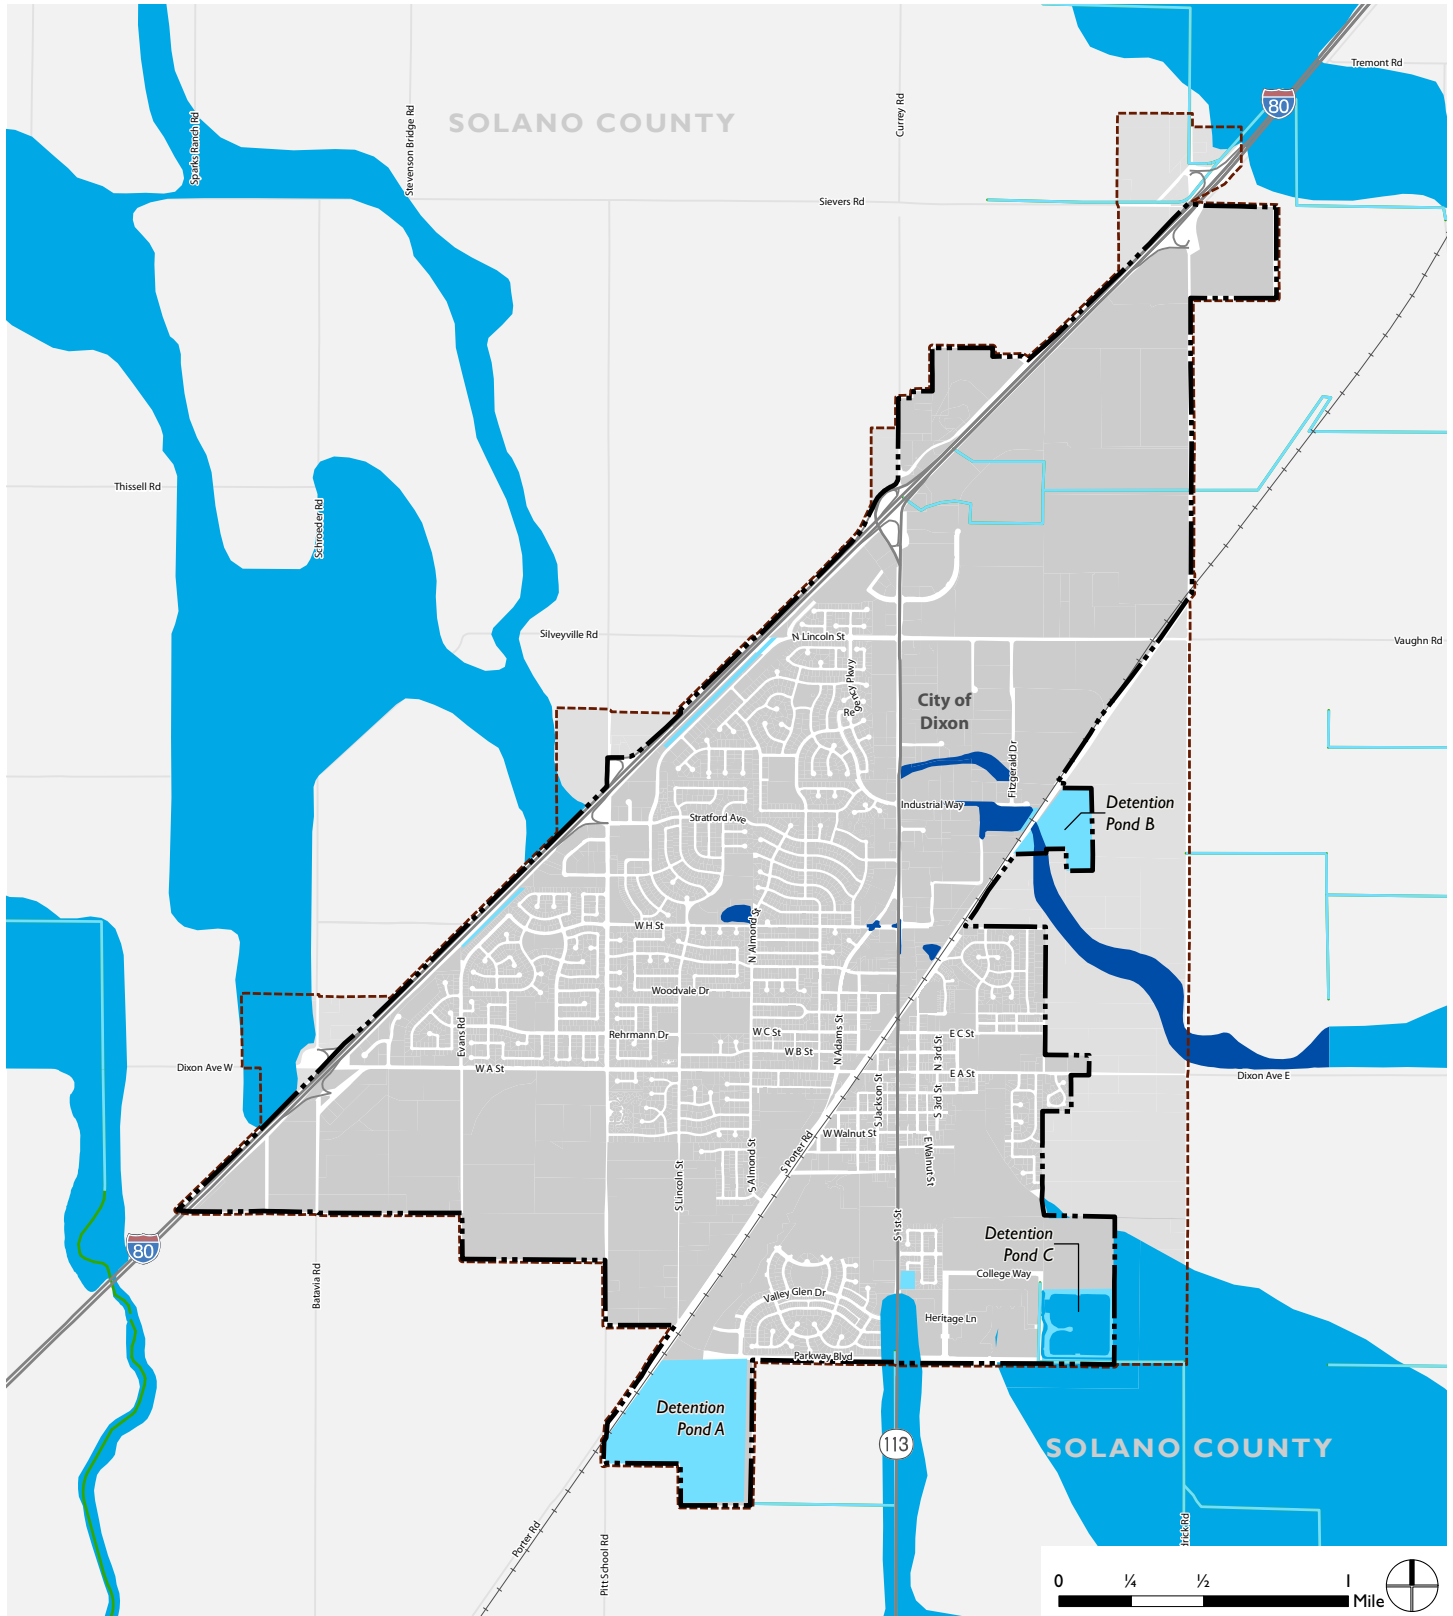 Tremont Rd
80
SOLANO COUNTY
Sparks Ranch Rd
Stevenson Bridge Rd
Currey Rd
Sievers Rd
Thissell Rd
Schroeder Rd
Silveyville Rd
N Lincoln St
Vaughn Rd
Regency Pkwy
City of
Dixon
Fitzgerald Dr
Industrial Way
Detention
Pond B
Stratford Ave
W H St
N Almond St
Woodvale Dr
Evans Rd
Rehrmann Dr
W C St
N Adams St
W B St
N 3rd St
E C St
Dixon Ave W
W A St
E A St
Dixon Ave E
S Jackson St
S 3rd St
W Walnut St
S Porter Rd
E Walnut St
S Lincoln St
S Almond St
S 1st St
80
Batavia Rd
Detention
Pond C
College Way
Valley Glen Dr
Heritage Ln
Parkway Blvd
Detention
Pond A
113
SOLANO COUNTY
Porter Rd
Pitt School Rd
drick Rd
0 ¼ ½ 1
Mile